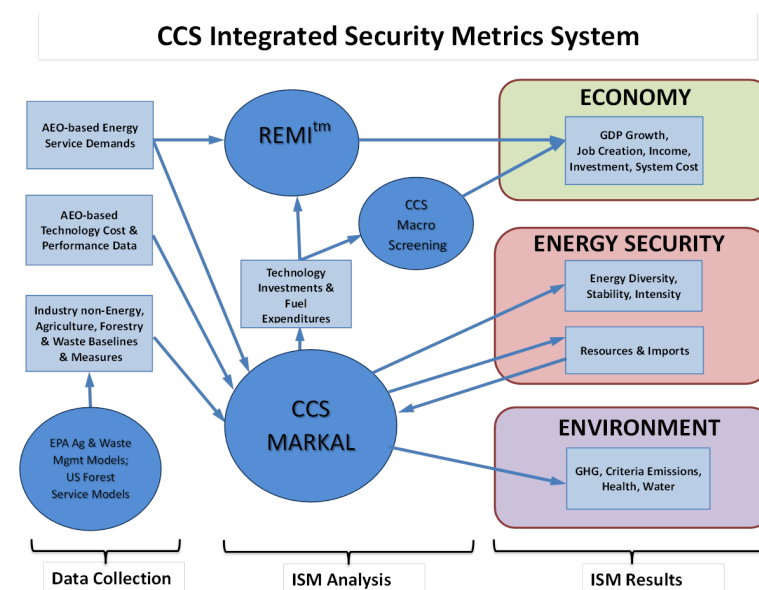 CCS Integrated Security Metrics System
AEO-based Energy
Service Demands
AEO-based
Technology Cost &
Performance Data
Industry non-Energy,
Agriculture, Forestry
& Waste Baselines
& Measures
EPA Ag & Waste
Mgmt Models;
US Forest
Service Models
Data Collection
REMI™
CCS
Macro
Screening
Technology
Investments &
Fuel
Expenditures
CCS
MARKAL
ISM Analysis
ECONOMY
GDP Growth,
Job Creation, Income,
Investment, System Cost
ENERGY SECURITY
Energy Diversity,
Stability, Intensity
Resources & Imports
ENVIRONMENT
GHG, Criteria Emissions,
Health, Water
ISM Results